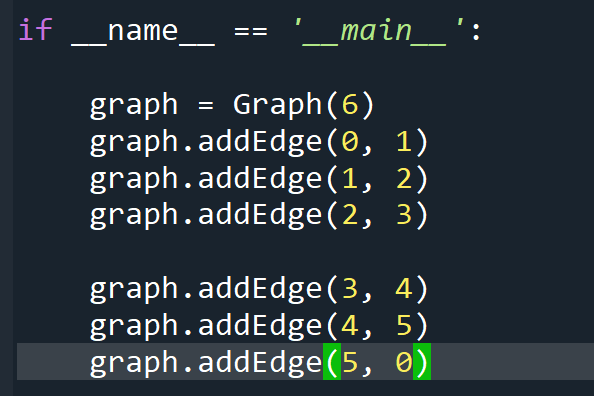 if __name__ == '__main__':
graph = Graph(6)
graph.addEdge(0, 1)
graph.addEdge(1, 2)
graph.addEdge(2, 3)
graph.addEdge(3, 4)
graph.addEdge(4, 5)
graph.addEdge(5, 0)